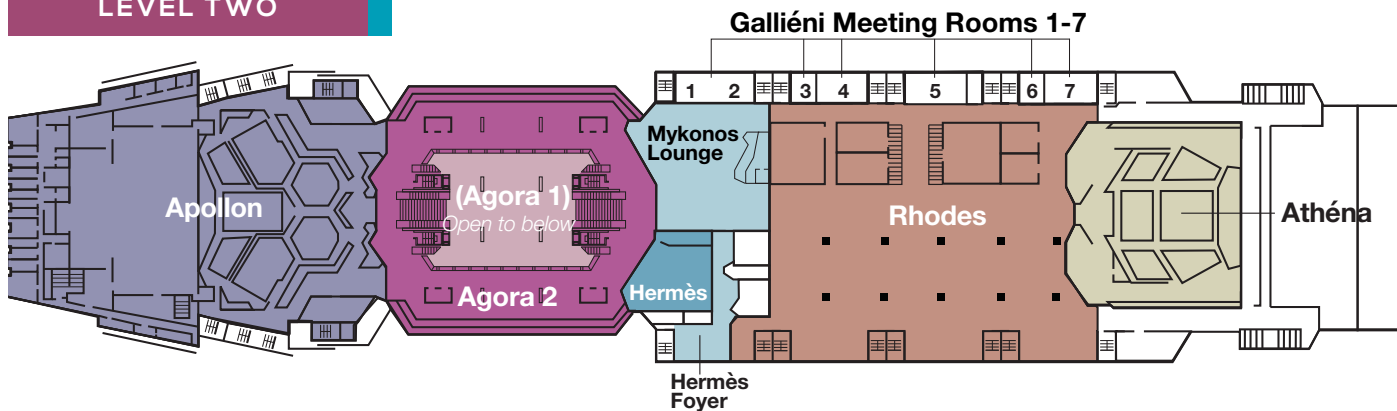 LEVEL TWO
Galliéni Meeting Rooms 1-7
1 2 3 4 5 6 7
Mykonos
Lounge
Apollon
(Agora 1)
Open to below
Rhodes
Athéna
Agora 2
Hermès
Hermès
Foyer